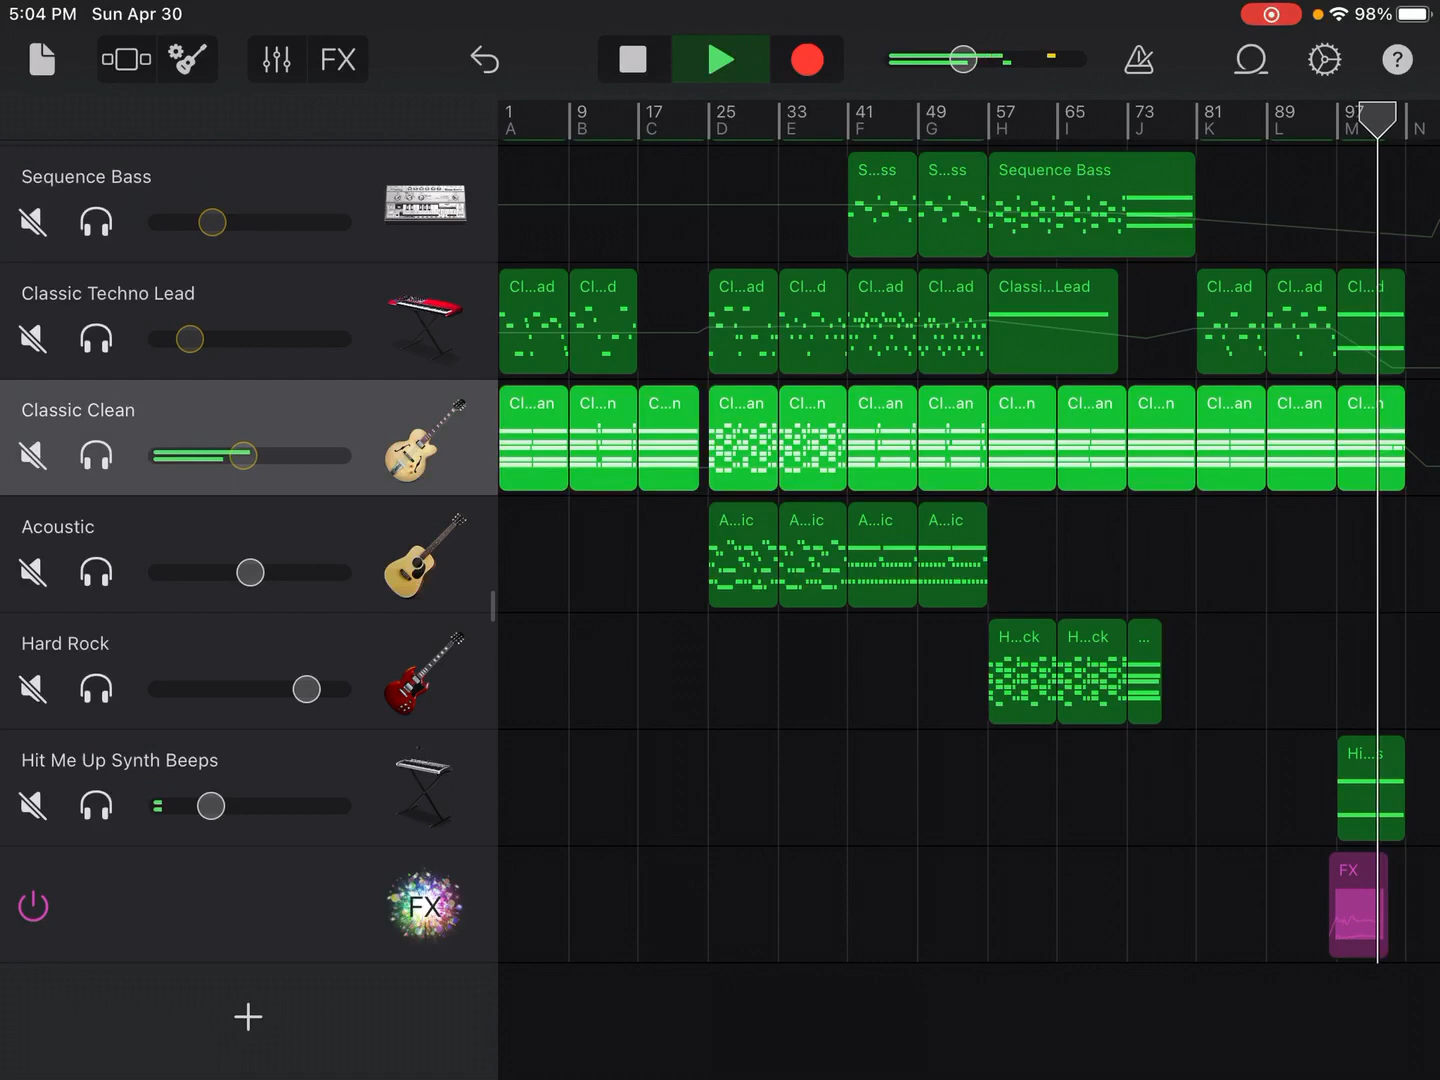 5:04 PM Sun Apr 30 98%
FX ?
1 9 17 25 33 41 49 57 65 73 81 89 97
A B C D E F G H I J K L M N
Sequence Bass
S...ss S...ss Sequence Bass
Classic Techno Lead
Cl...ad Cl...d Cl...ad Cl...d Cl...ad Cl...ad Classi...Lead Cl...ad Cl...ad Cl...d
Classic Clean
Cl...an Cl...n C...n Cl...an Cl...n Cl...an Cl...an Cl...n Cl...an Cl...n Cl...an Cl...an Cl...n
Acoustic
A...ic A...ic A...ic A...ic
Hard Rock
H...ck H...ck ...
Hit Me Up Synth Beeps
Hi...s
FX
FX